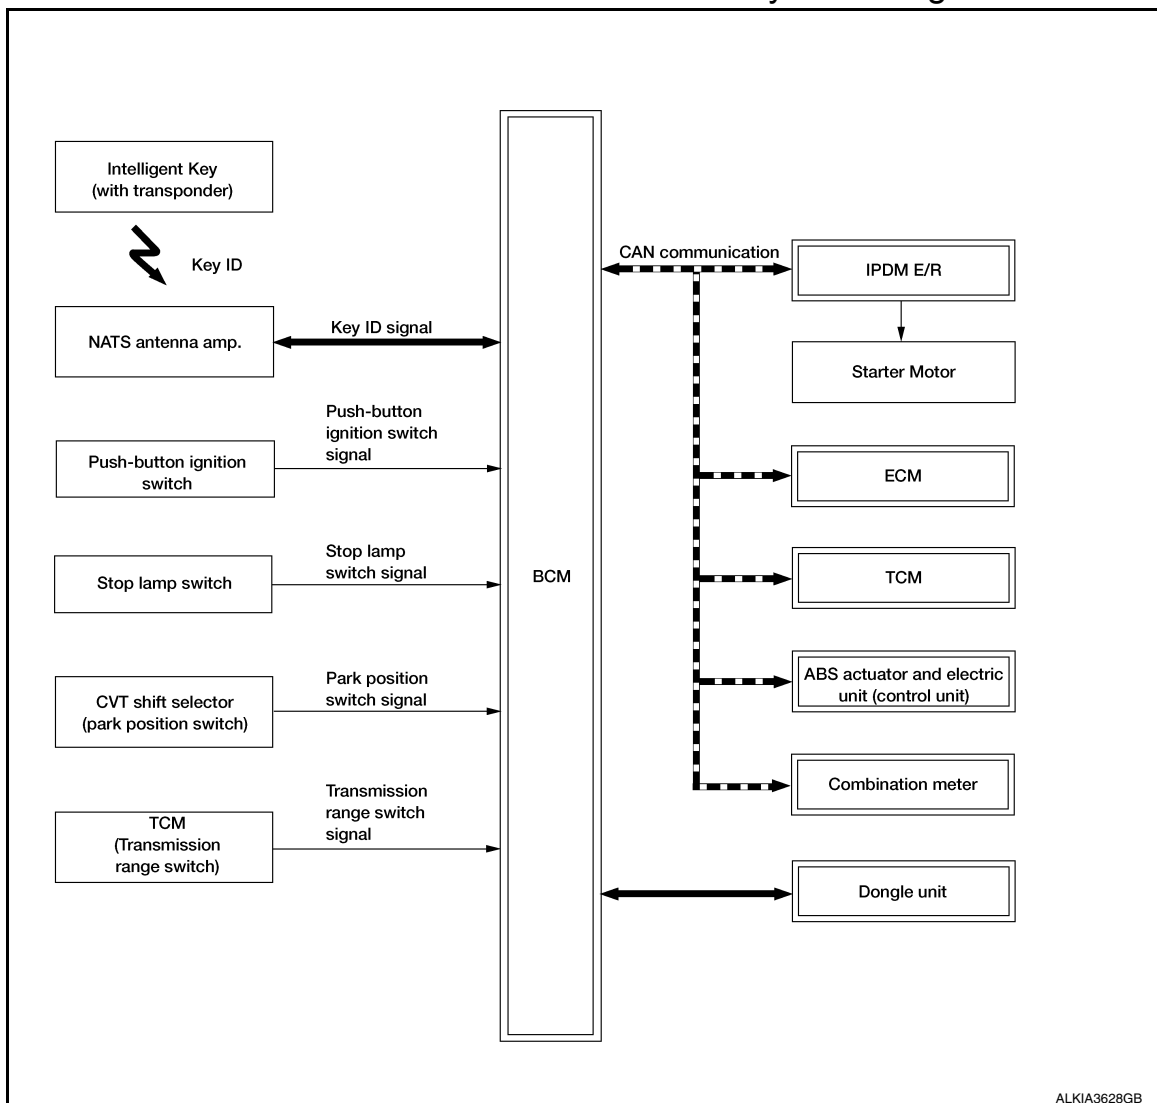 Intelligent Key
(with transponder)
Key ID
NATS antenna amp.
Key ID signal
Push-button
ignition switch
signal
Push-button ignition
switch
Stop lamp
switch signal
Stop lamp switch
Park position
switch signal
CVT shift selector
(park position switch)
Transmission
range switch
signal
TCM
(Transmission
range switch)
BCM
CAN communication
IPDM E/R
Starter Motor
ECM
TCM
ABS actuator and electric
unit (control unit)
Combination meter
Dongle unit
ALKIA3628GB